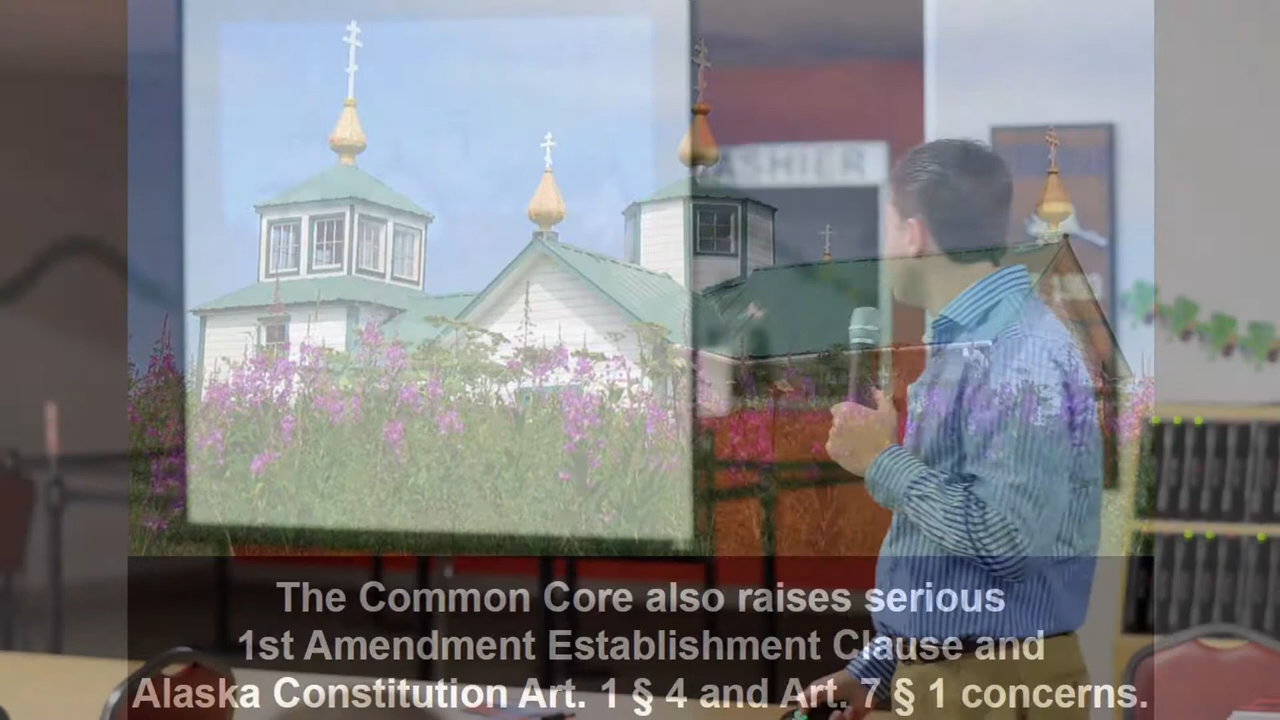 ASHIER
The Common Core also raises serious
1st Amendment Establishment Clause and
Alaska Constitution Art. 1 § 4 and Art. 7 § 1 concerns.